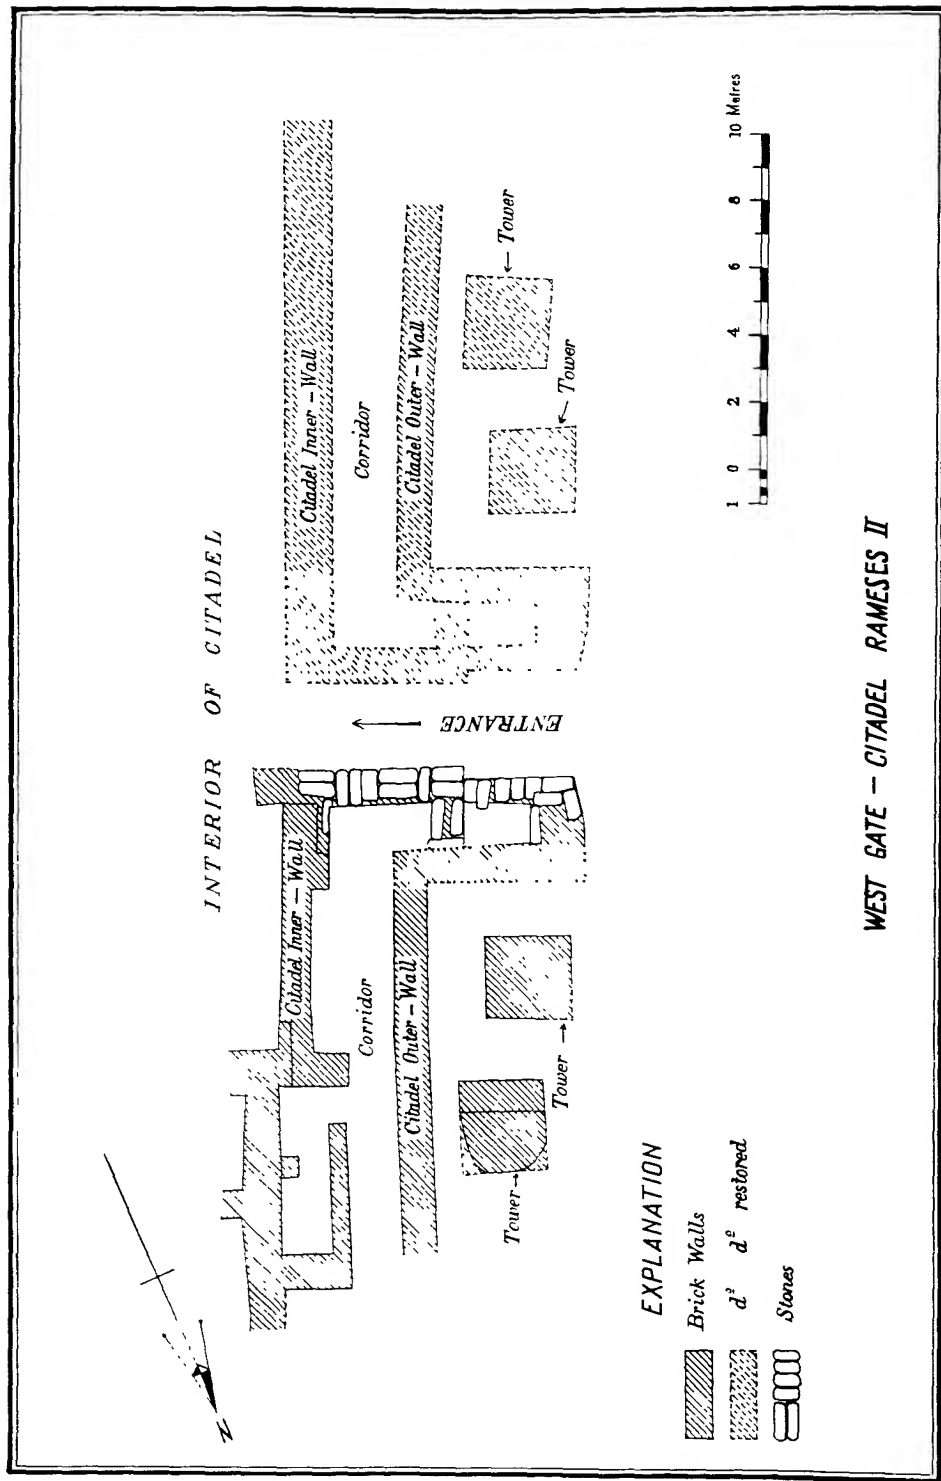 INTERIOR OF CITADEL
Citadel Inner-Wall
Citadel Inner-Wall
Corridor
Corridor
Citadel Outer-Wall
Citadel Outer-Wall
ENTRANCE
Tower
Tower
Tower
Tower
N
EXPLANATION
Brick Walls
dº dº restored
Stones
1 0 2 4 6 8 10 Metres
WEST GATE – CITADEL RAMESES II